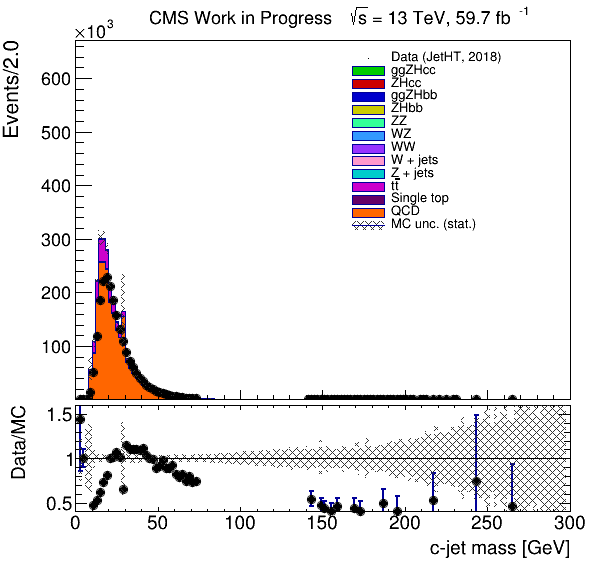 CMS Work in Progress √s = 13 TeV, 59.7 fb⁻¹
×10³
Events/2.0
600
500
400
300
200
100
Data (JetHT, 2018)
ggZHcc
ZHcc
ggZHbb
ZHbb
ZZ
WZ
WW
W + jets
Z + jets
tt̅
Single top
QCD
MC unc. (stat.)
Data/MC
1.5
1
0.5
0 50 100 150 200 250 300
c-jet mass [GeV]